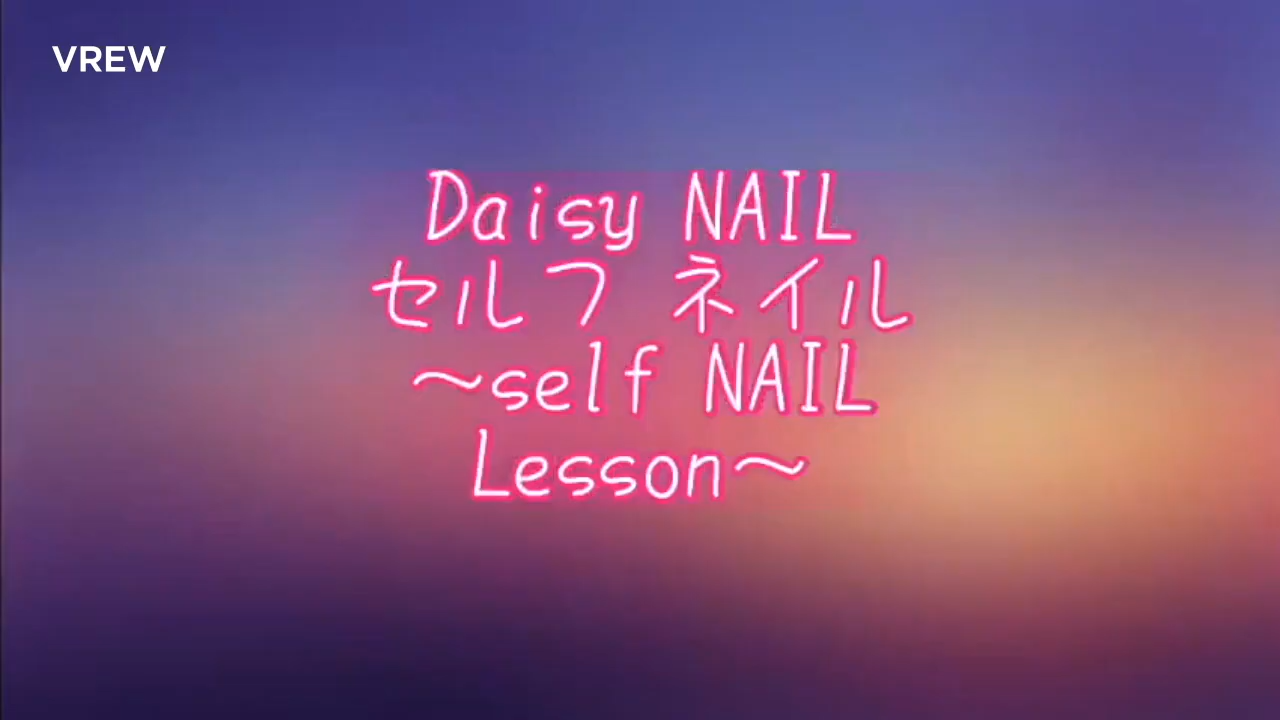 VREW
Daisy NAIL
セルフ ネイル
〜self NAIL
Lesson〜